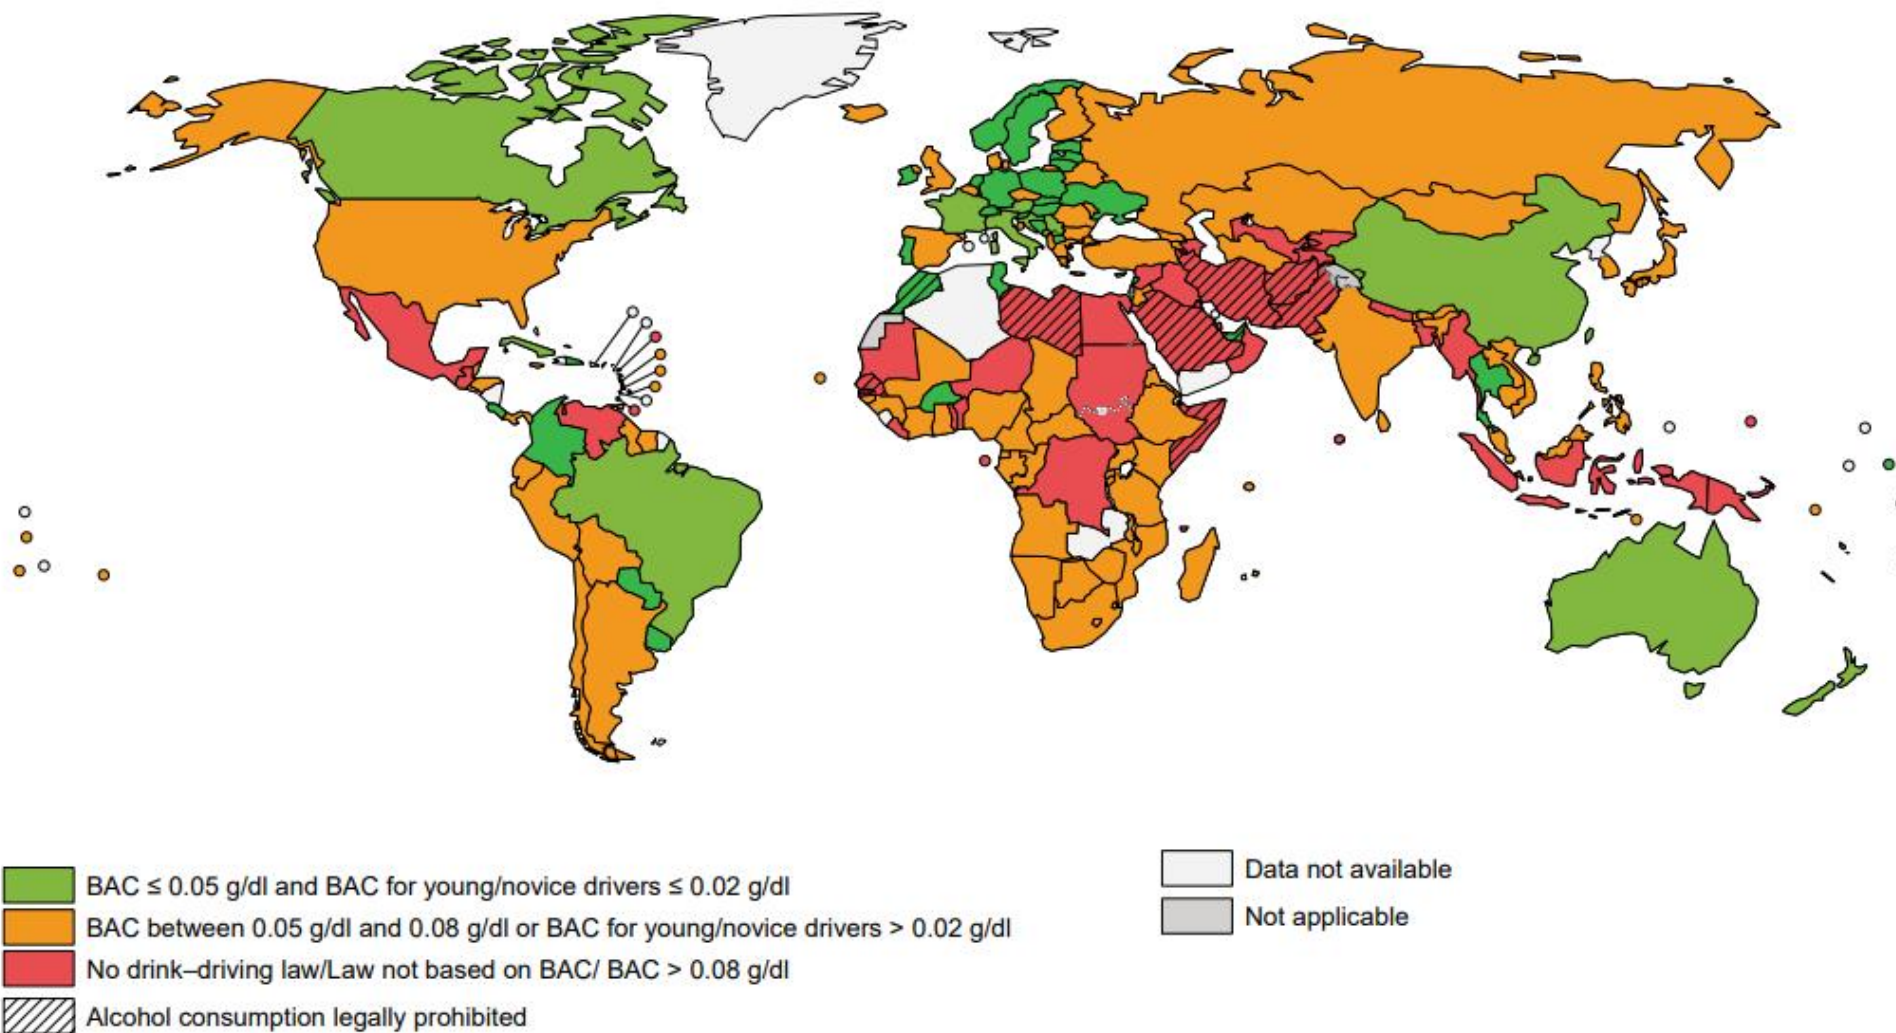 BAC ≤ 0.05 g/dl and BAC for young/novice drivers ≤ 0.02 g/dl
BAC between 0.05 g/dl and 0.08 g/dl or BAC for young/novice drivers > 0.02 g/dl
No drink–driving law/Law not based on BAC/ BAC > 0.08 g/dl
Alcohol consumption legally prohibited
Data not available
Not applicable